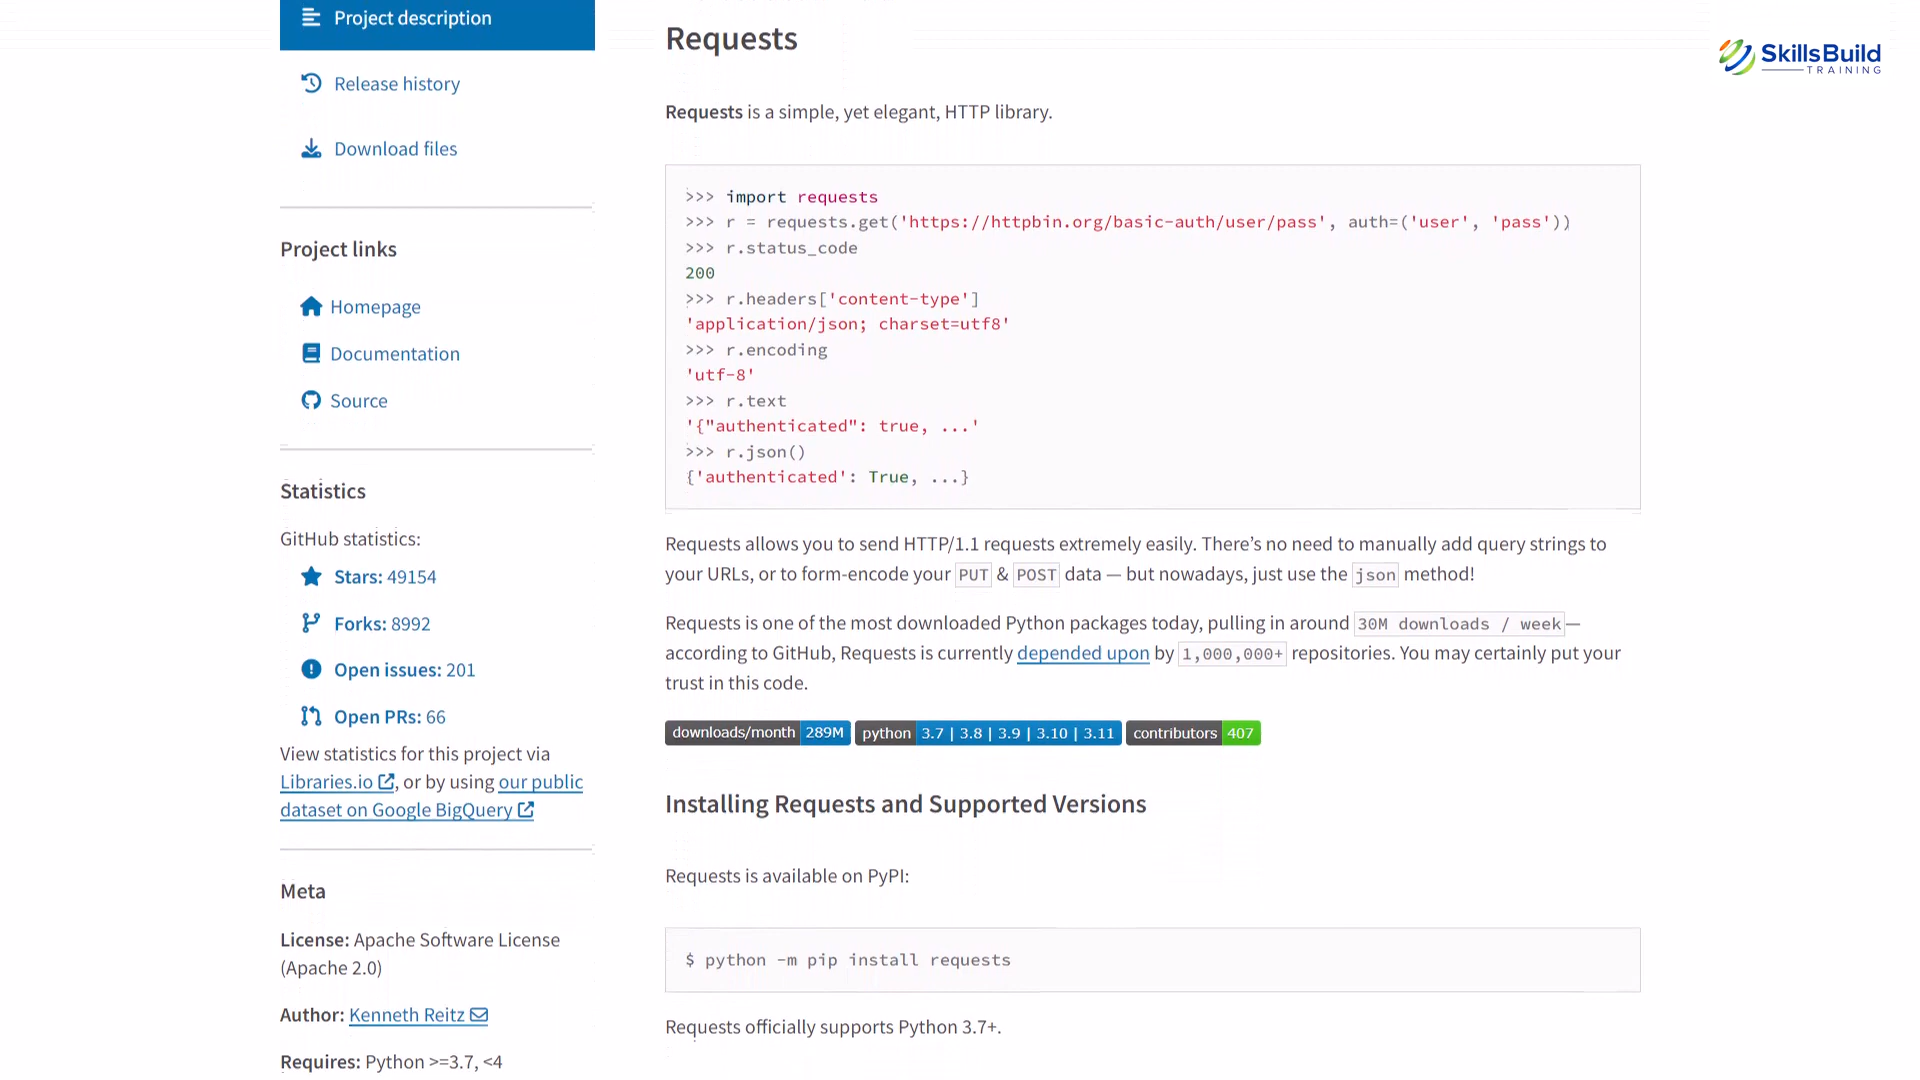 Project description
Release history
Download files
Project links
Homepage
Documentation
Source
Statistics
GitHub statistics:
Stars: 49154
Forks: 8992
Open issues: 201
Open PRs: 66
View statistics for this project via
Libraries.io, or by using our public
dataset on Google BigQuery
Meta
License: Apache Software License
(Apache 2.0)
Author: Kenneth Reitz
Requires: Python >=3.7, <4
Requests
Requests is a simple, yet elegant, HTTP library.
>>> import requests
>>> r = requests.get('https://httpbin.org/basic-auth/user/pass', auth=('user', 'pass'))
>>> r.status_code
200
>>> r.headers['content-type']
'application/json; charset=utf8'
>>> r.encoding
'utf-8'
>>> r.text
'{"authenticated": true, ...'
>>> r.json()
{'authenticated': True, ...}
Requests allows you to send HTTP/1.1 requests extremely easily. There’s no need to manually add query strings to
your URLs, or to form-encode your PUT & POST data — but nowadays, just use the json method!
Requests is one of the most downloaded Python packages today, pulling in around 30M downloads / week—
according to GitHub, Requests is currently depended upon by 1,000,000+ repositories. You may certainly put your
trust in this code.
downloads/month 289M python 3.7 | 3.8 | 3.9 | 3.10 | 3.11 contributors 407
Installing Requests and Supported Versions
Requests is available on PyPI:
$ python -m pip install requests
Requests officially supports Python 3.7+.
SkillsBuild
TRAINING